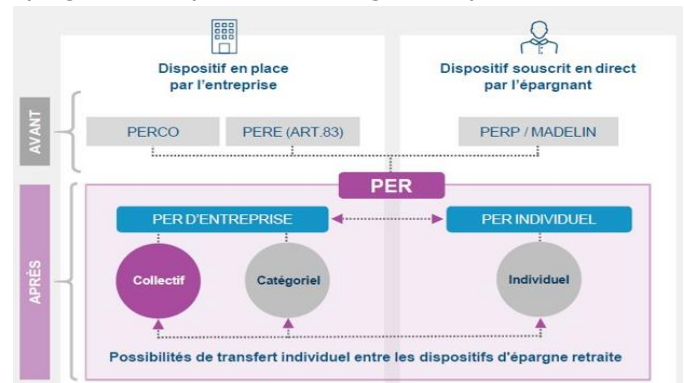 Dispositif en place
par l'entreprise
Dispositif souscrit en direct
par l'épargnant
AVANT
PERCO
PERE (ART.83)
PERP / MADELIN
PER
APRÈS
PER D'ENTREPRISE
PER INDIVIDUEL
Collectif
Catégoriel
Individuel
Possibilités de transfert individuel entre les dispositifs d'épargne retraite